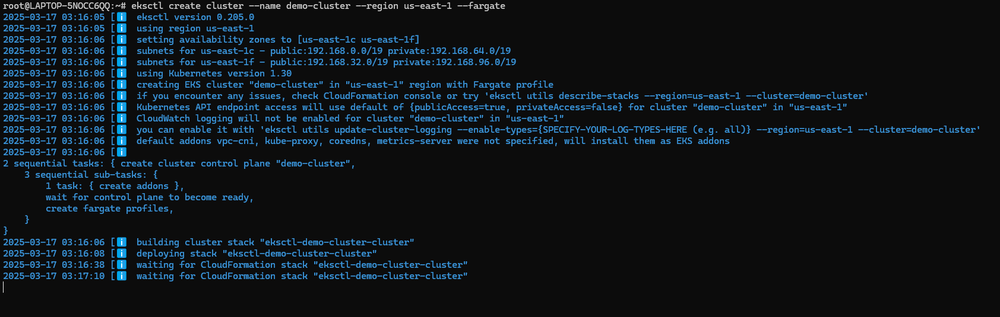 root@LAPTOP-5NOCC6QQ:~# eksctl create cluster --name demo-cluster --region us-east-1 --fargate
2025-03-17 03:16:05 [ℹ]  eksctl version 0.205.0
2025-03-17 03:16:05 [ℹ]  using region us-east-1
2025-03-17 03:16:06 [ℹ]  setting availability zones to [us-east-1c us-east-1f]
2025-03-17 03:16:06 [ℹ]  subnets for us-east-1c - public:192.168.0.0/19 private:192.168.64.0/19
2025-03-17 03:16:06 [ℹ]  subnets for us-east-1f - public:192.168.32.0/19 private:192.168.96.0/19
2025-03-17 03:16:06 [ℹ]  using Kubernetes version 1.30
2025-03-17 03:16:06 [ℹ]  creating EKS cluster "demo-cluster" in "us-east-1" region with Fargate profile
2025-03-17 03:16:06 [ℹ]  if you encounter any issues, check CloudFormation console or try 'eksctl utils describe-stacks --region=us-east-1 --cluster=demo-cluster'
2025-03-17 03:16:06 [ℹ]  Kubernetes API endpoint access will use default of {publicAccess=true, privateAccess=false} for cluster "demo-cluster" in "us-east-1"
2025-03-17 03:16:06 [ℹ]  CloudWatch logging will not be enabled for cluster "demo-cluster" in "us-east-1"
2025-03-17 03:16:06 [ℹ]  you can enable it with 'eksctl utils update-cluster-logging --enable-types={SPECIFY-YOUR-LOG-TYPES-HERE (e.g. all)} --region=us-east-1 --cluster=demo-cluster'
2025-03-17 03:16:06 [ℹ]  default addons vpc-cni, kube-proxy, coredns, metrics-server were not specified, will install them as EKS addons
2025-03-17 03:16:06 [ℹ]
2 sequential tasks: { create cluster control plane "demo-cluster",
    3 sequential sub-tasks: {
        1 task: { create addons },
        wait for control plane to become ready,
        create fargate profiles,
    }
}
2025-03-17 03:16:06 [ℹ]  building cluster stack "eksctl-demo-cluster-cluster"
2025-03-17 03:16:08 [ℹ]  deploying stack "eksctl-demo-cluster-cluster"
2025-03-17 03:16:38 [ℹ]  waiting for CloudFormation stack "eksctl-demo-cluster-cluster"
2025-03-17 03:17:10 [ℹ]  waiting for CloudFormation stack "eksctl-demo-cluster-cluster"